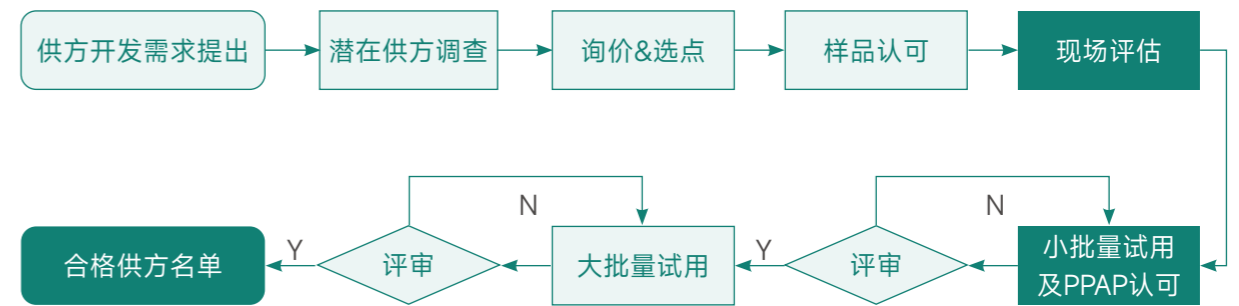 供方开发需求提出
潜在供方调查
询价&选点
样品认可
现场评估
N
N
合格供方名单
Y
评审
大批量试用
Y
评审
小批量试用
及PPAP认可